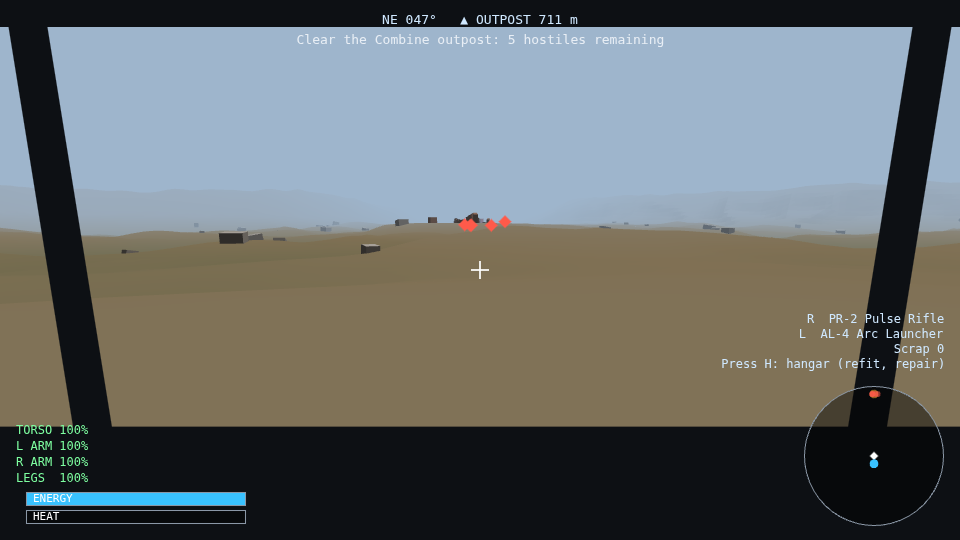 NE 047° ▲ OUTPOST 711 m
Clear the Combine outpost: 5 hostiles remaining
R PR-2 Pulse Rifle
L AL-4 Arc Launcher
Scrap 0
Press H: hangar (refit, repair)
TORSO 100%
L ARM 100%
R ARM 100%
LEGS 100%
ENERGY
HEAT